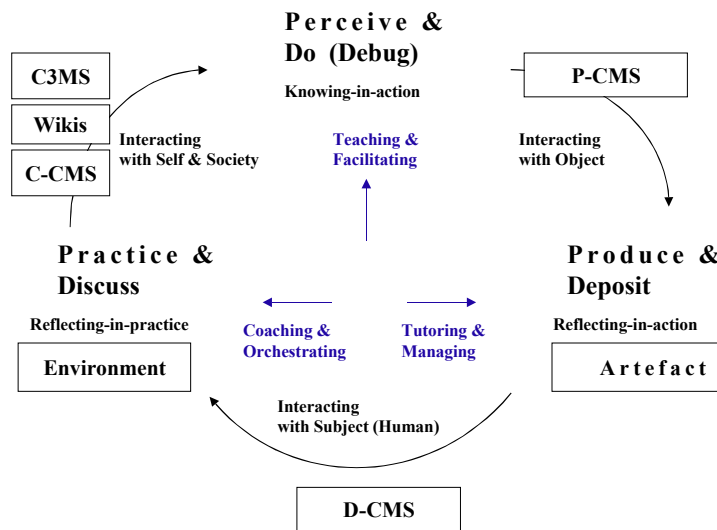 Perceive &
Do (Debug)
Knowing-in-action
C3MS
Wikis
C-CMS
Interacting
with Self & Society
Teaching &
Facilitating
P-CMS
Interacting
with Object
Practice &
Discuss
Reflecting-in-practice
Environment
Coaching &
Orchestrating
Tutoring &
Managing
Produce &
Deposit
Reflecting-in-action
Artefact
Interacting
with Subject (Human)
D-CMS